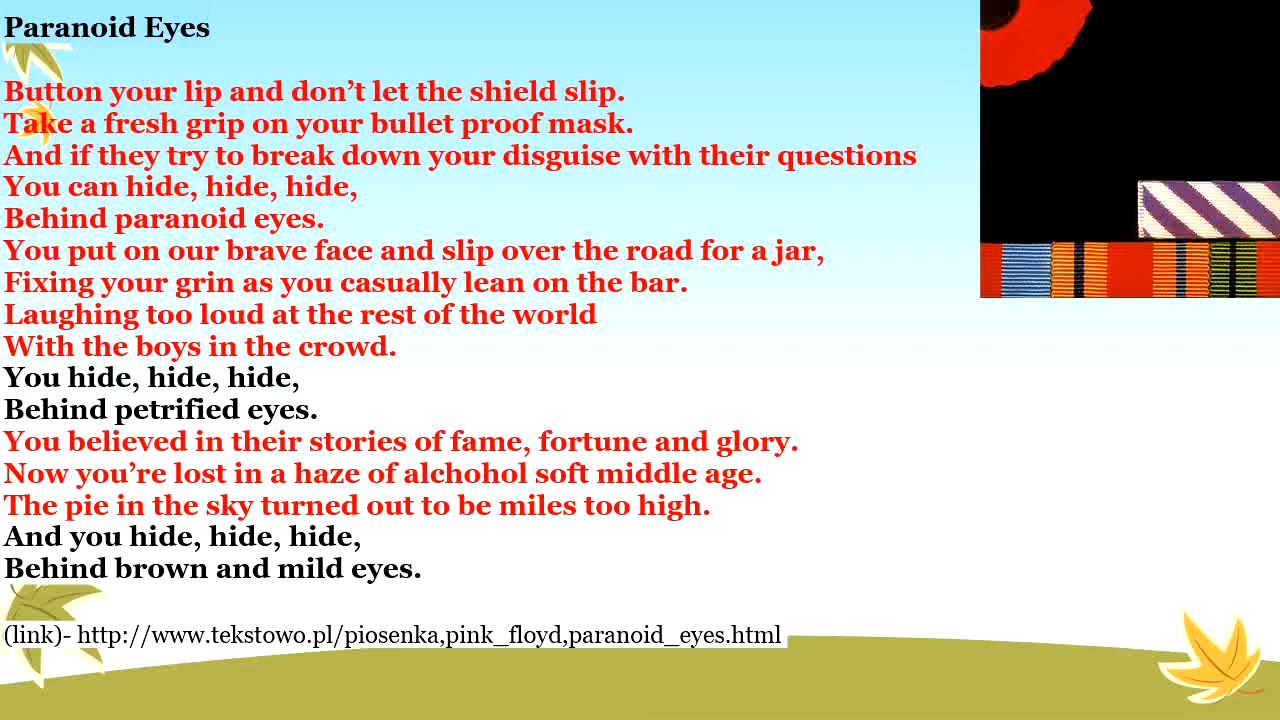 Paranoid Eyes
Button your lip and don’t let the shield slip.
Take a fresh grip on your bullet proof mask.
And if they try to break down your disguise with their questions
You can hide, hide, hide,
Behind paranoid eyes.
You put on our brave face and slip over the road for a jar,
Fixing your grin as you casually lean on the bar.
Laughing too loud at the rest of the world
With the boys in the crowd.
You hide, hide, hide,
Behind petrified eyes.
You believed in their stories of fame, fortune and glory.
Now you’re lost in a haze of alchohol soft middle age.
The pie in the sky turned out to be miles too high.
And you hide, hide, hide,
Behind brown and mild eyes.
(link)- http://www.tekstowo.pl/piosenka,pink_floyd,paranoid_eyes.html